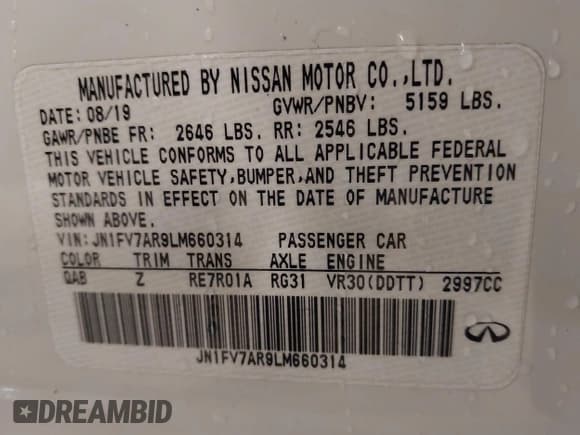 MANUFACTURED BY NISSAN MOTOR CO.,LTD.
DATE: 08/19 GVWR/PNBV: 5159 LBS.
GAWR/PNBE FR: 2646 LBS. RR: 2546 LBS.
THIS VEHICLE CONFORMS TO ALL APPLICABLE FEDERAL
MOTOR VEHICLE SAFETY,BUMPER,AND THEFT PREVENTION
STANDARDS IN EFFECT ON THE DATE OF MANUFACTURE
SHOWN ABOVE.
VIN: JN1FV7AR9LM660314 PASSENGER CAR
COLOR TRIM TRANS AXLE ENGINE
QAB Z RE7R01A RG31 VR30(DDTT) 2997CC
JN1FV7AR9LM660314
DREAMBID